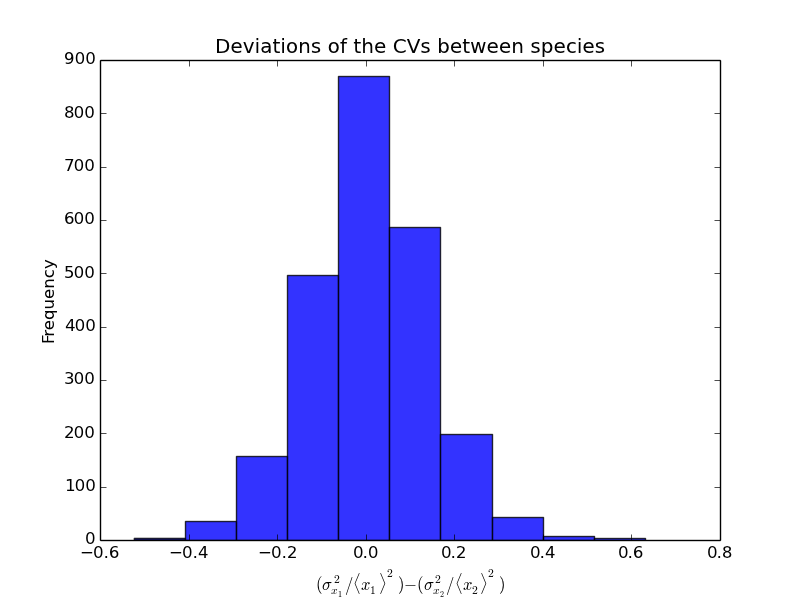 Deviations of the CVs between species
900
800
700
600
500
400
300
200
100
0
Frequency
−0.6 −0.4 −0.2 0.0 0.2 0.4 0.6 0.8
(σ²ₓ₁/⟨x₁⟩²)−(σ²ₓ₂/⟨x₂⟩²)